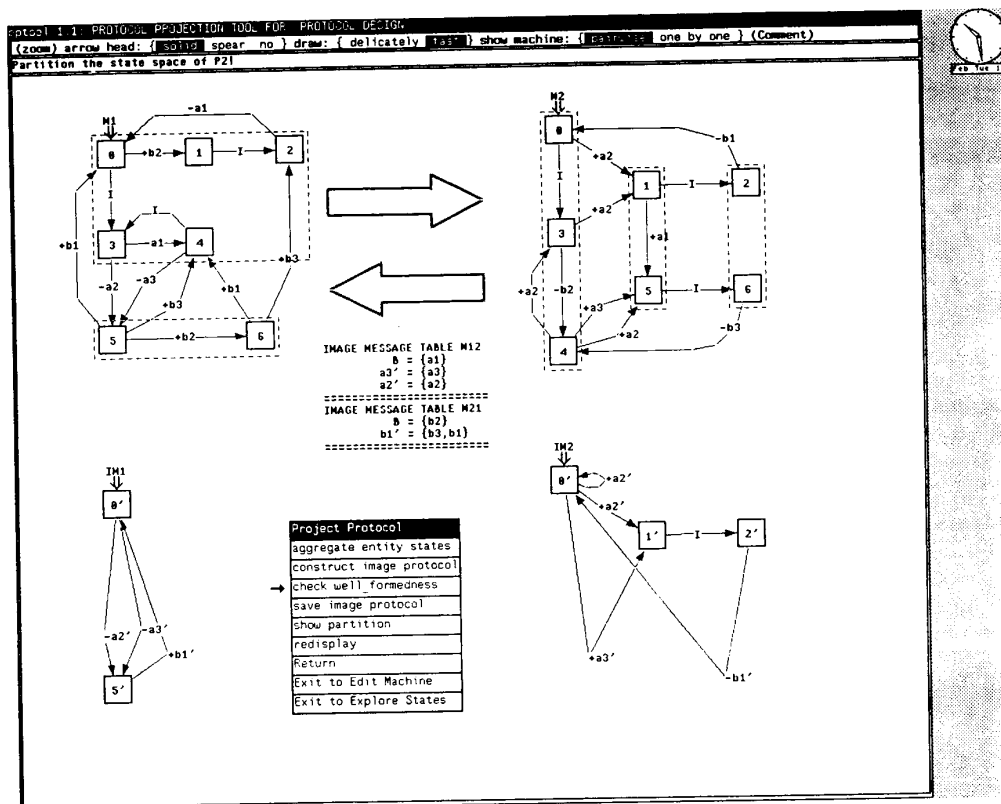 pptool 1.1: PROTOCOL PROJECTION TOOL FOR PROTOCOL DESIGN
(zoom) arrow head: { solid spear no } draw: { delicately fast } show machine: { pairwise one by one } (Comment)
Partition the state space of P2!
Feb Tue 1
M1
-a1
0
+b2
1
I
2
I
I
3
a1
4
+b1
-a2
-a3
+b3
+b3
+b1
5
+b2
6
M2
0
-b1
+a2
I
1
I
2
+a2
3
+a1
+a2
-b2
+a3
5
I
6
+a2
-b3
4
IMAGE MESSAGE TABLE M12
B = {a1}
a3' = {a3}
a2' = {a2}
========================
IMAGE MESSAGE TABLE M21
B = {b2}
b1' = {b3,b1}
========================
IM1
0'
-a2'
-a3'
+b1'
5'
Project Protocol
aggregate entity states
construct image protocol
check well_formedness
save image protocol
show partition
redisplay
Return
Exit to Edit Machine
Exit to Explore States
IM2
0'
+a2'
+a2'
1'
I
2'
+a3'
-b1'